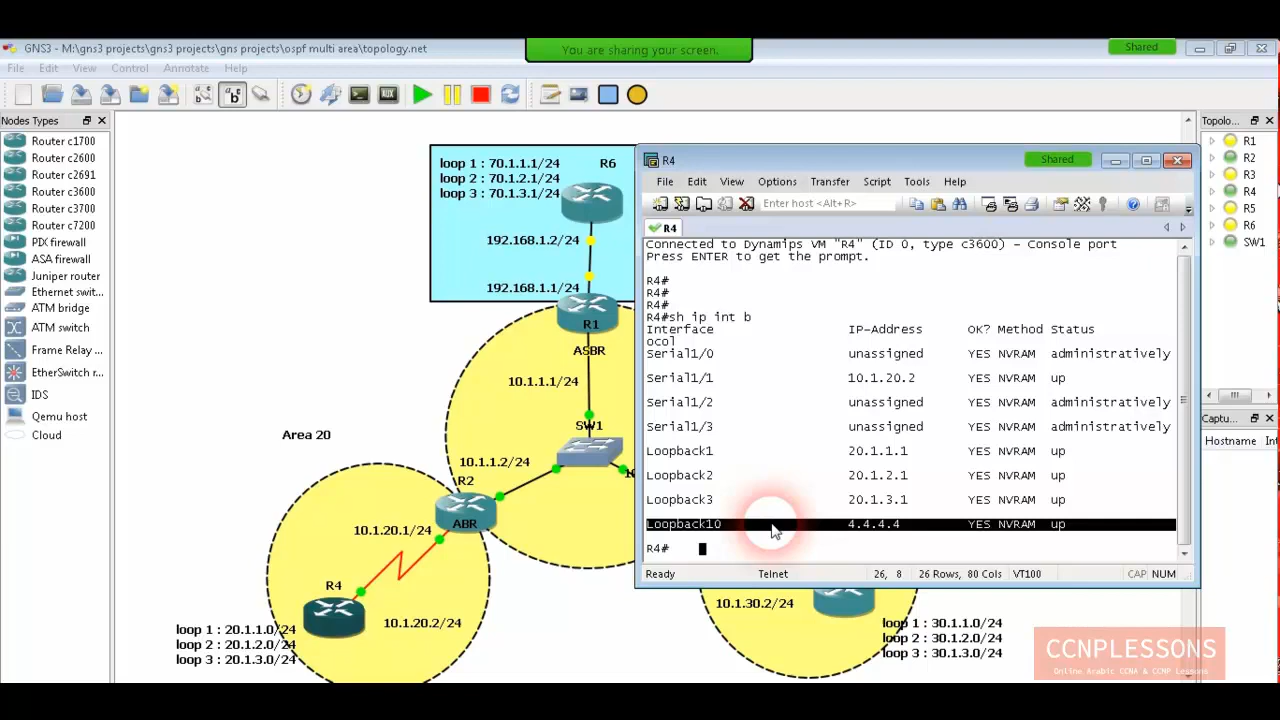 You are sharing your screen.
GNS3 - M:\gns3 projects\gns3 projects\gns projects\ospf multi area\topology.net
Shared
File Edit View Control Annotate Help
Nodes Types
Router c1700
Router c2600
Router c2691
Router c3600
Router c3700
Router c7200
PIX firewall
ASA firewall
Juniper router
Ethernet swit...
ATM bridge
ATM switch
Frame Relay ...
EtherSwitch r...
IDS
Qemu host
Cloud
loop 1 : 70.1.1.1/24
loop 2 : 70.1.2.1/24
loop 3 : 70.1.3.1/24
R6
192.168.1.2/24
192.168.1.1/24
R1
ASBR
10.1.1.1/24
SW1
Area 20
10.1.1.2/24
R2
ABR
10.1.20.1/24
R4
10.1.20.2/24
loop 1 : 20.1.1.0/24
loop 2 : 20.1.2.0/24
loop 3 : 20.1.3.0/24
R4
Shared
File Edit View Options Transfer Script Tools Help
Enter host <Alt+R>
R4
Connected to Dynamips VM "R4" (ID 0, type c3600) - Console port
Press ENTER to get the prompt.
R4#
R4#
R4#
R4#sh ip int b
Interface IP-Address OK? Method Status
ocol
Serial1/0 unassigned YES NVRAM administratively
Serial1/1 10.1.20.2 YES NVRAM up
Serial1/2 unassigned YES NVRAM administratively
Serial1/3 unassigned YES NVRAM administratively
Loopback1 20.1.1.1 YES NVRAM up
Loopback2 20.1.2.1 YES NVRAM up
Loopback3 20.1.3.1 YES NVRAM up
Loopback10 4.4.4.4 YES NVRAM up
R4#
Ready Telnet 26, 8 26 Rows, 80 Cols VT100 CAP NUM
10.1.30.2/24
loop 1 : 30.1.1.0/24
loop 2 : 30.1.2.0/24
loop 3 : 30.1.3.0/24
Topolo...
R1
R2
R3
R4
R5
R6
SW1
Captu...
Hostname Int
CCNPLESSONS
Online Arabic CCNA & CCNP Lessons